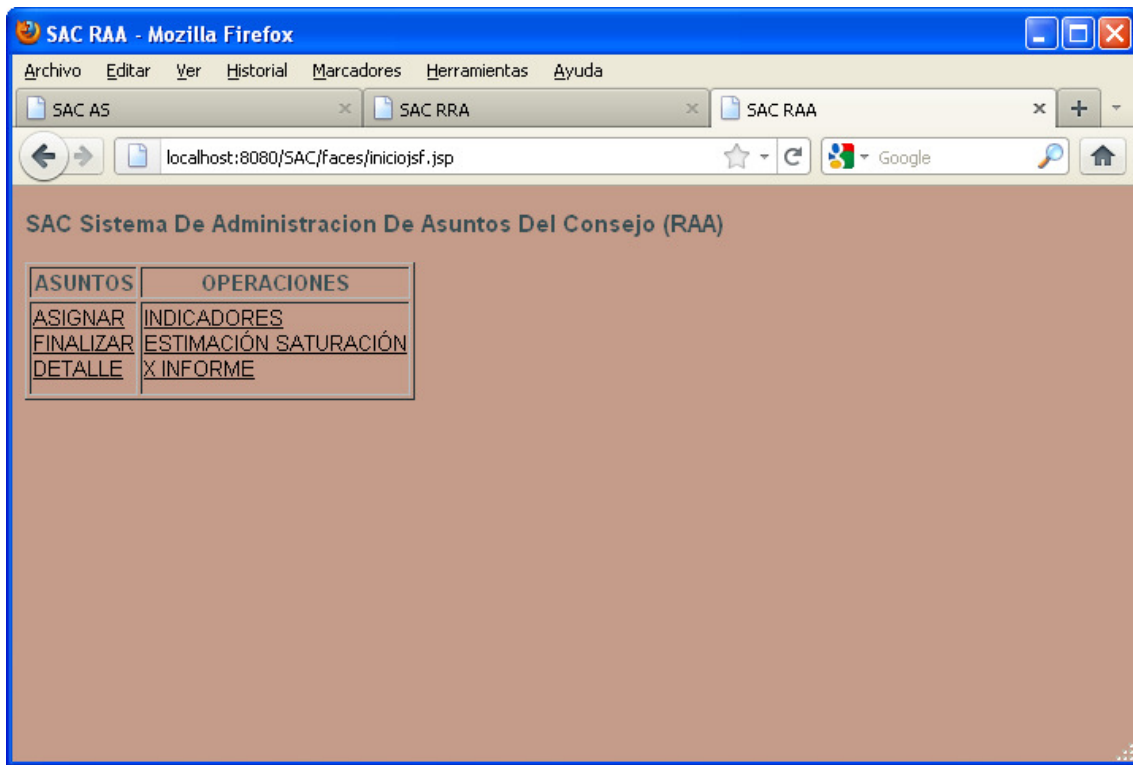 SAC RAA - Mozilla Firefox
Archivo Editar Ver Historial Marcadores Herramientas Ayuda
SAC AS SAC RRA SAC RAA
localhost:8080/SAC/faces/iniciojsf.jsp Google
SAC Sistema De Administracion De Asuntos Del Consejo (RAA)
ASUNTOS OPERACIONES
ASIGNAR INDICADORES
FINALIZAR ESTIMACIÓN SATURACIÓN
DETALLE X INFORME